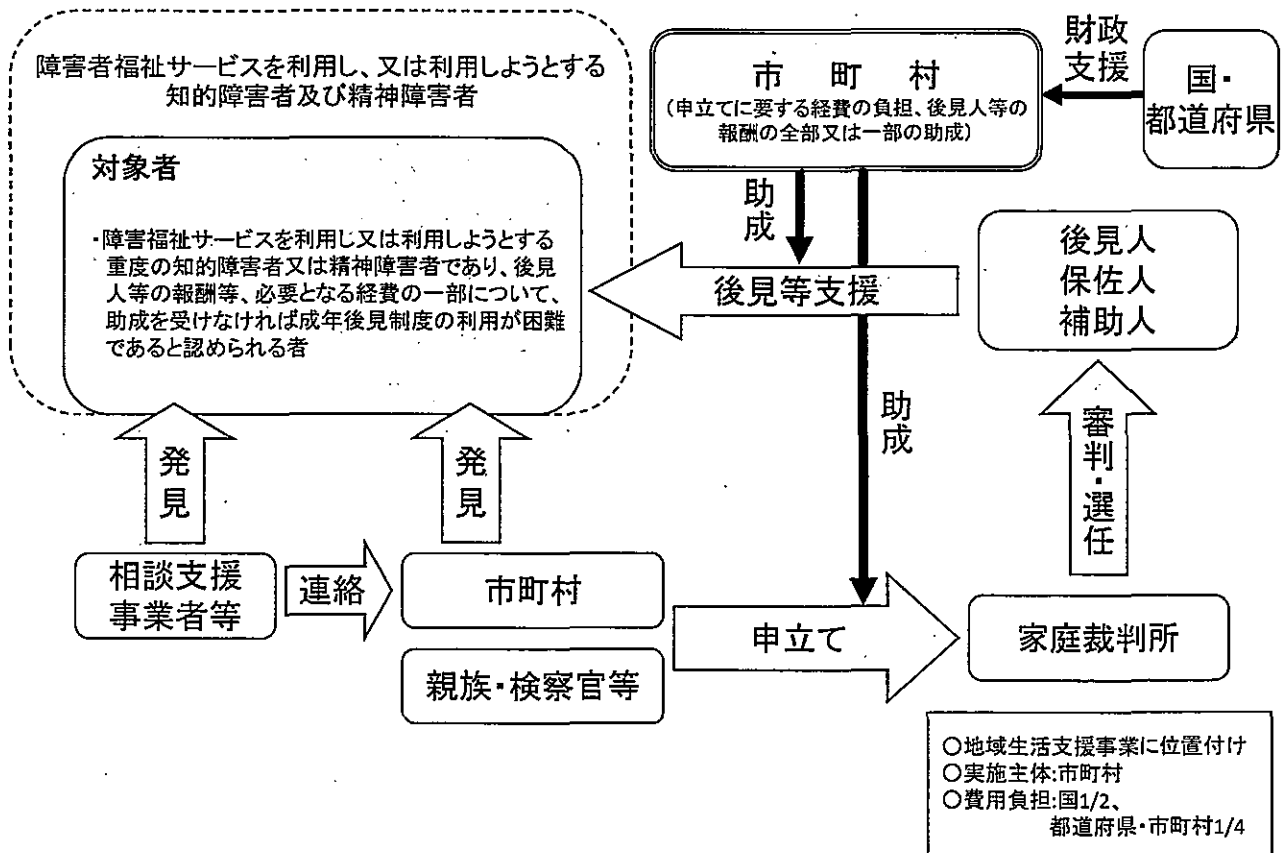 障害者福祉サービスを利用し、又は利用しようとする
知的障害者及び精神障害者
対象者
・障害福祉サービスを利用じ又は利用しようとする
重度の知的障害者又は精神障害者であり、後見
人等の報酬等、必要となる経費の一部について、
助成を受けなければ成年後見制度の利用が困難
であると認められる者
市町村
(申立てに要する経費の負担、後見人等の
報酬の全部又は一部の助成)
財政
支援
国・
都道府県
助成
後見等支援
後見人
保佐人
補助人
助成
審判・選任
発見
発見
相談支援
事業者等
連絡
市町村
親族・検察官等
申立て
家庭裁判所
○地域生活支援事業に位置付け
○実施主体:市町村
○費用負担:国1/2、
都道府県・市町村1/4